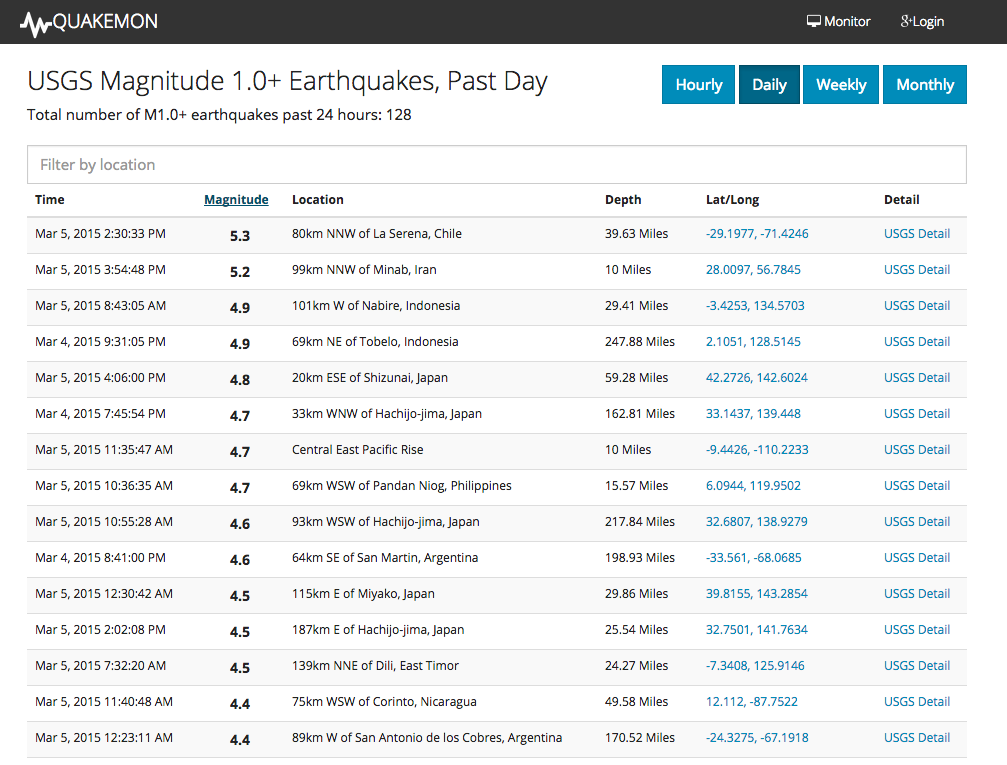 QUAKEMON Monitor Login
USGS Magnitude 1.0+ Earthquakes, Past Day Hourly Daily Weekly Monthly
Total number of M1.0+ earthquakes past 24 hours: 128
Filter by location
Time Magnitude Location Depth Lat/Long Detail
Mar 5, 2015 2:30:33 PM 5.3 80km NNW of La Serena, Chile 39.63 Miles -29.1977, -71.4246 USGS Detail
Mar 5, 2015 3:54:48 PM 5.2 99km NNW of Minab, Iran 10 Miles 28.0097, 56.7845 USGS Detail
Mar 5, 2015 8:43:05 AM 4.9 101km W of Nabire, Indonesia 29.41 Miles -3.4253, 134.5703 USGS Detail
Mar 4, 2015 9:31:05 PM 4.9 69km NE of Tobelo, Indonesia 247.88 Miles 2.1051, 128.5145 USGS Detail
Mar 5, 2015 4:06:00 PM 4.8 20km ESE of Shizunai, Japan 59.28 Miles 42.2726, 142.6024 USGS Detail
Mar 4, 2015 7:45:54 PM 4.7 33km WNW of Hachijo-jima, Japan 162.81 Miles 33.1437, 139.448 USGS Detail
Mar 5, 2015 11:35:47 AM 4.7 Central East Pacific Rise 10 Miles -9.4426, -110.2233 USGS Detail
Mar 5, 2015 10:36:35 AM 4.7 69km WSW of Pandan Niog, Philippines 15.57 Miles 6.0944, 119.9502 USGS Detail
Mar 5, 2015 10:55:28 AM 4.6 93km WSW of Hachijo-jima, Japan 217.84 Miles 32.6807, 138.9279 USGS Detail
Mar 4, 2015 8:41:00 PM 4.6 64km SE of San Martin, Argentina 198.93 Miles -33.561, -68.0685 USGS Detail
Mar 5, 2015 12:30:42 AM 4.5 115km E of Miyako, Japan 29.86 Miles 39.8155, 143.2854 USGS Detail
Mar 5, 2015 2:02:08 PM 4.5 187km E of Hachijo-jima, Japan 25.54 Miles 32.7501, 141.7634 USGS Detail
Mar 5, 2015 7:32:20 AM 4.5 139km NNE of Dili, East Timor 24.27 Miles -7.3408, 125.9146 USGS Detail
Mar 5, 2015 11:40:48 AM 4.4 75km WSW of Corinto, Nicaragua 49.58 Miles 12.112, -87.7522 USGS Detail
Mar 5, 2015 12:23:11 AM 4.4 89km W of San Antonio de los Cobres, Argentina 170.52 Miles -24.3275, -67.1918 USGS Detail